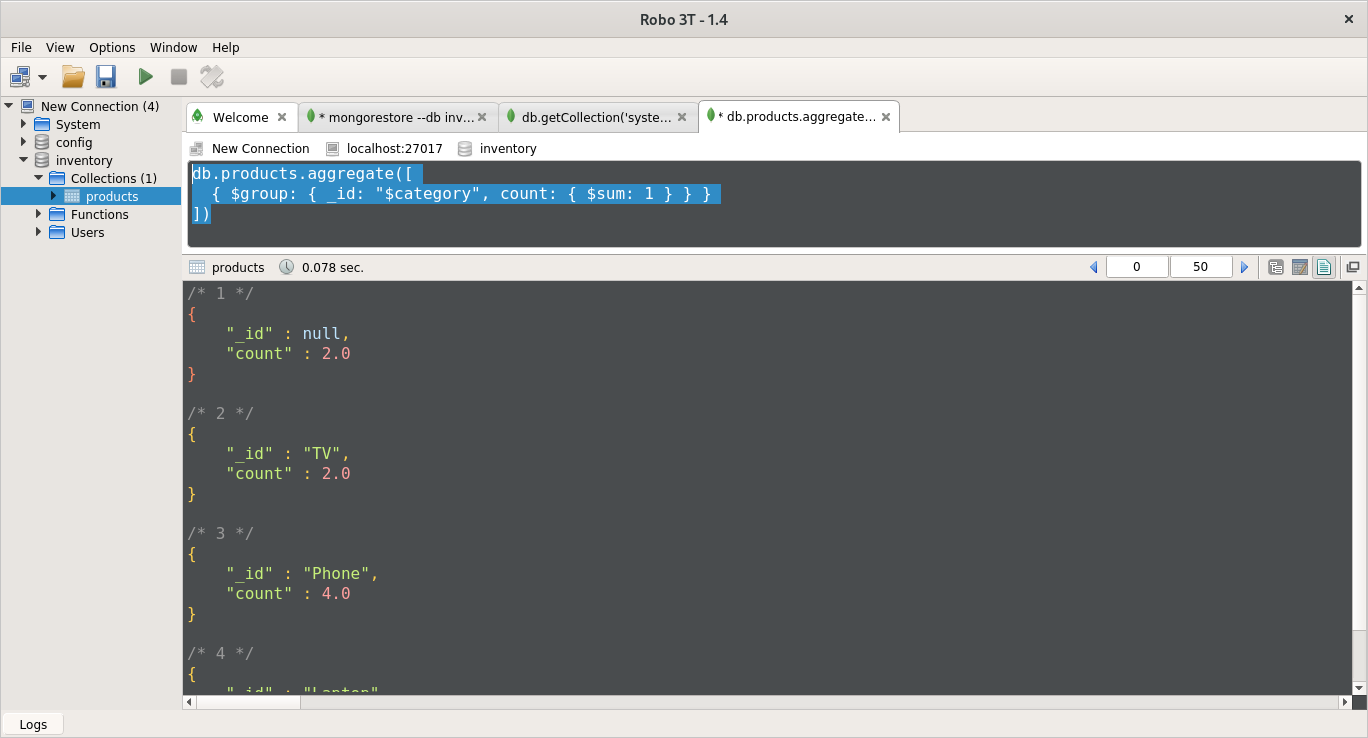 Robo 3T - 1.4
File View Options Window Help
New Connection (4)
System
config
inventory
Collections (1)
products
Functions
Users
Welcome
* mongorestore --db inv...
db.getCollection('syste...
* db.products.aggregate...
New Connection localhost:27017 inventory
db.products.aggregate([
{ $group: { _id: "$category", count: { $sum: 1 } } }
])
products 0.078 sec. 0 50
/* 1 */
{
"_id" : null,
"count" : 2.0
}
/* 2 */
{
"_id" : "TV",
"count" : 2.0
}
/* 3 */
{
"_id" : "Phone",
"count" : 4.0
}
/* 4 */
{
"_id" : "Laptop"
Logs